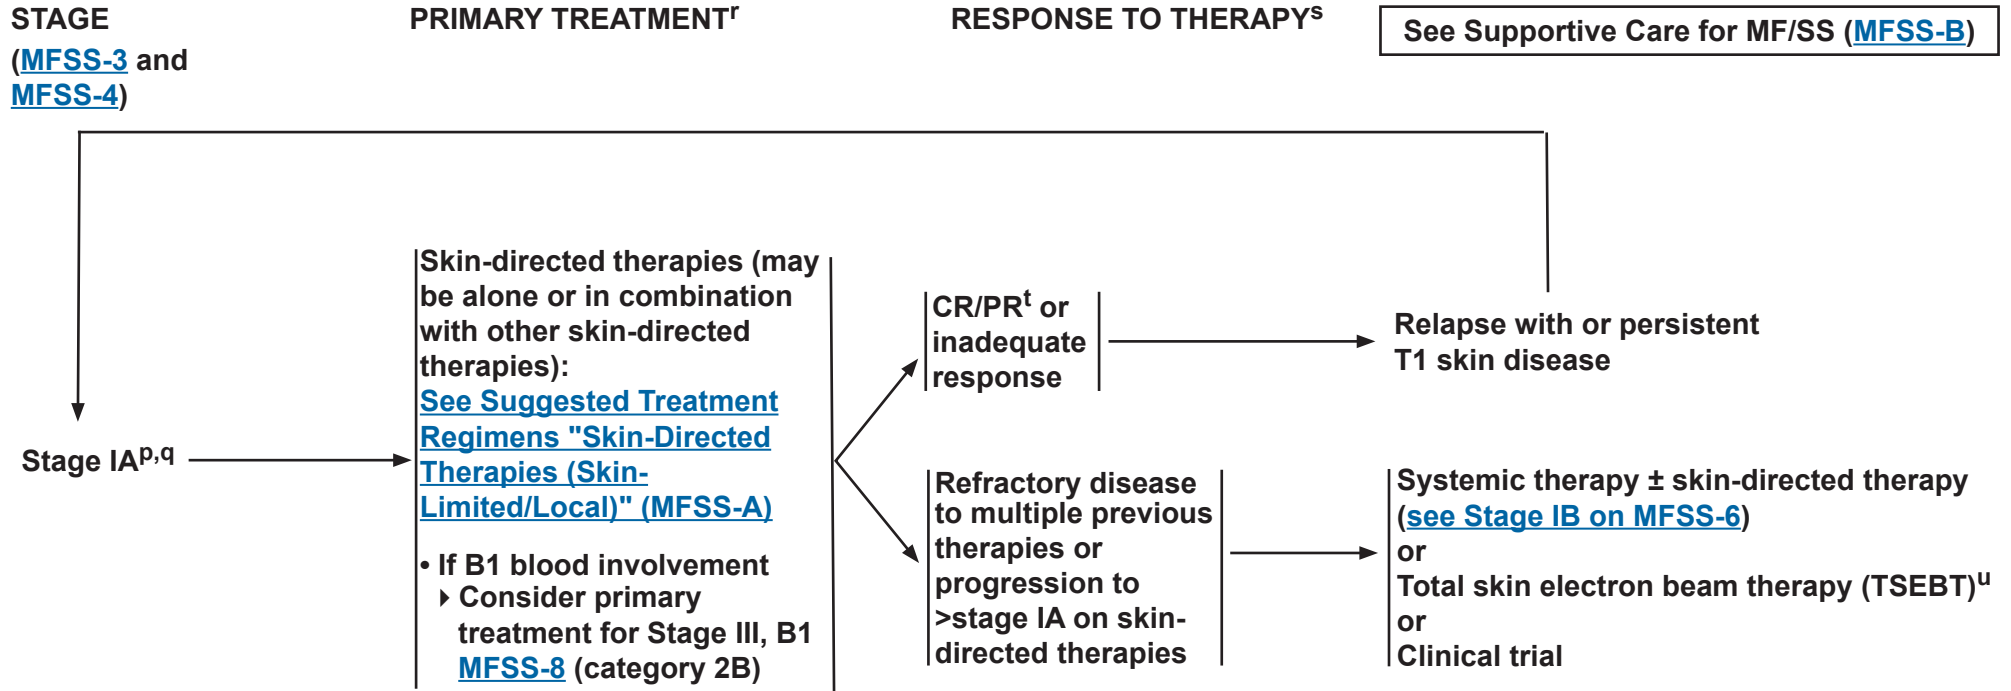 STAGE
(MFSS-3 and
MFSS-4)
PRIMARY TREATMENTr
RESPONSE TO THERAPYs
See Supportive Care for MF/SS (MFSS-B)
Stage IAp,q
Skin-directed therapies (may
be alone or in combination
with other skin-directed
therapies):
See Suggested Treatment
Regimens "Skin-Directed
Therapies (Skin-
Limited/Local)" (MFSS-A)
• If B1 blood involvement
Consider primary
treatment for Stage III, B1
MFSS-8 (category 2B)
CR/PRt or
inadequate
response
Relapse with or persistent
T1 skin disease
Refractory disease
to multiple previous
therapies or
progression to
>stage IA on skin-
directed therapies
Systemic therapy ± skin-directed therapy
(see Stage IB on MFSS-6)
or
Total skin electron beam therapy (TSEBT)u
or
Clinical trial